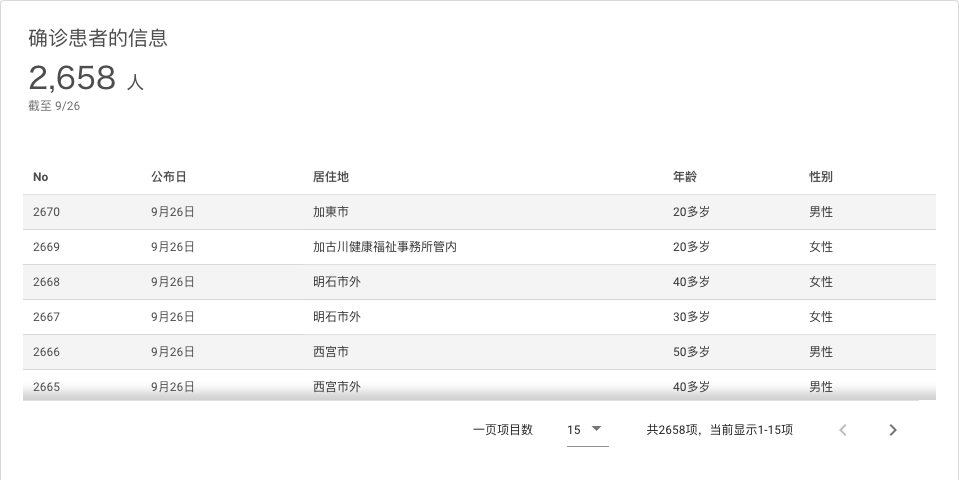 确诊患者的信息
2,658 人
截至 9/26
No 公布日 居住地 年龄 性别
2670 9月26日 加東市 20多岁 男性
2669 9月26日 加古川健康福祉事務所管内 20多岁 女性
2668 9月26日 明石市外 40多岁 女性
2667 9月26日 明石市外 30多岁 女性
2666 9月26日 西宮市 50多岁 男性
2665 9月26日 西宮市外 40多岁 男性
一页项目数 15 共2658项，当前显示1-15项